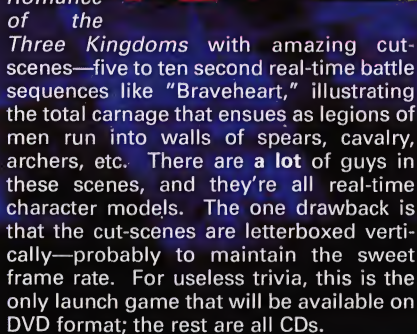 Romance
of the
Three Kingdoms with amazing cut-
scenes—five to ten second real-time battle
sequences like "Braveheart," illustrating
the total carnage that ensues as legions of
men run into walls of spears, cavalry,
archers, etc. There are a lot of guys in
these scenes, and they're all real-time
character models. The one drawback is
that the cut-scenes are letterboxed verti-
cally—probably to maintain the sweet
frame rate. For useless trivia, this is the
only launch game that will be available on
DVD format; the rest are all CDs.